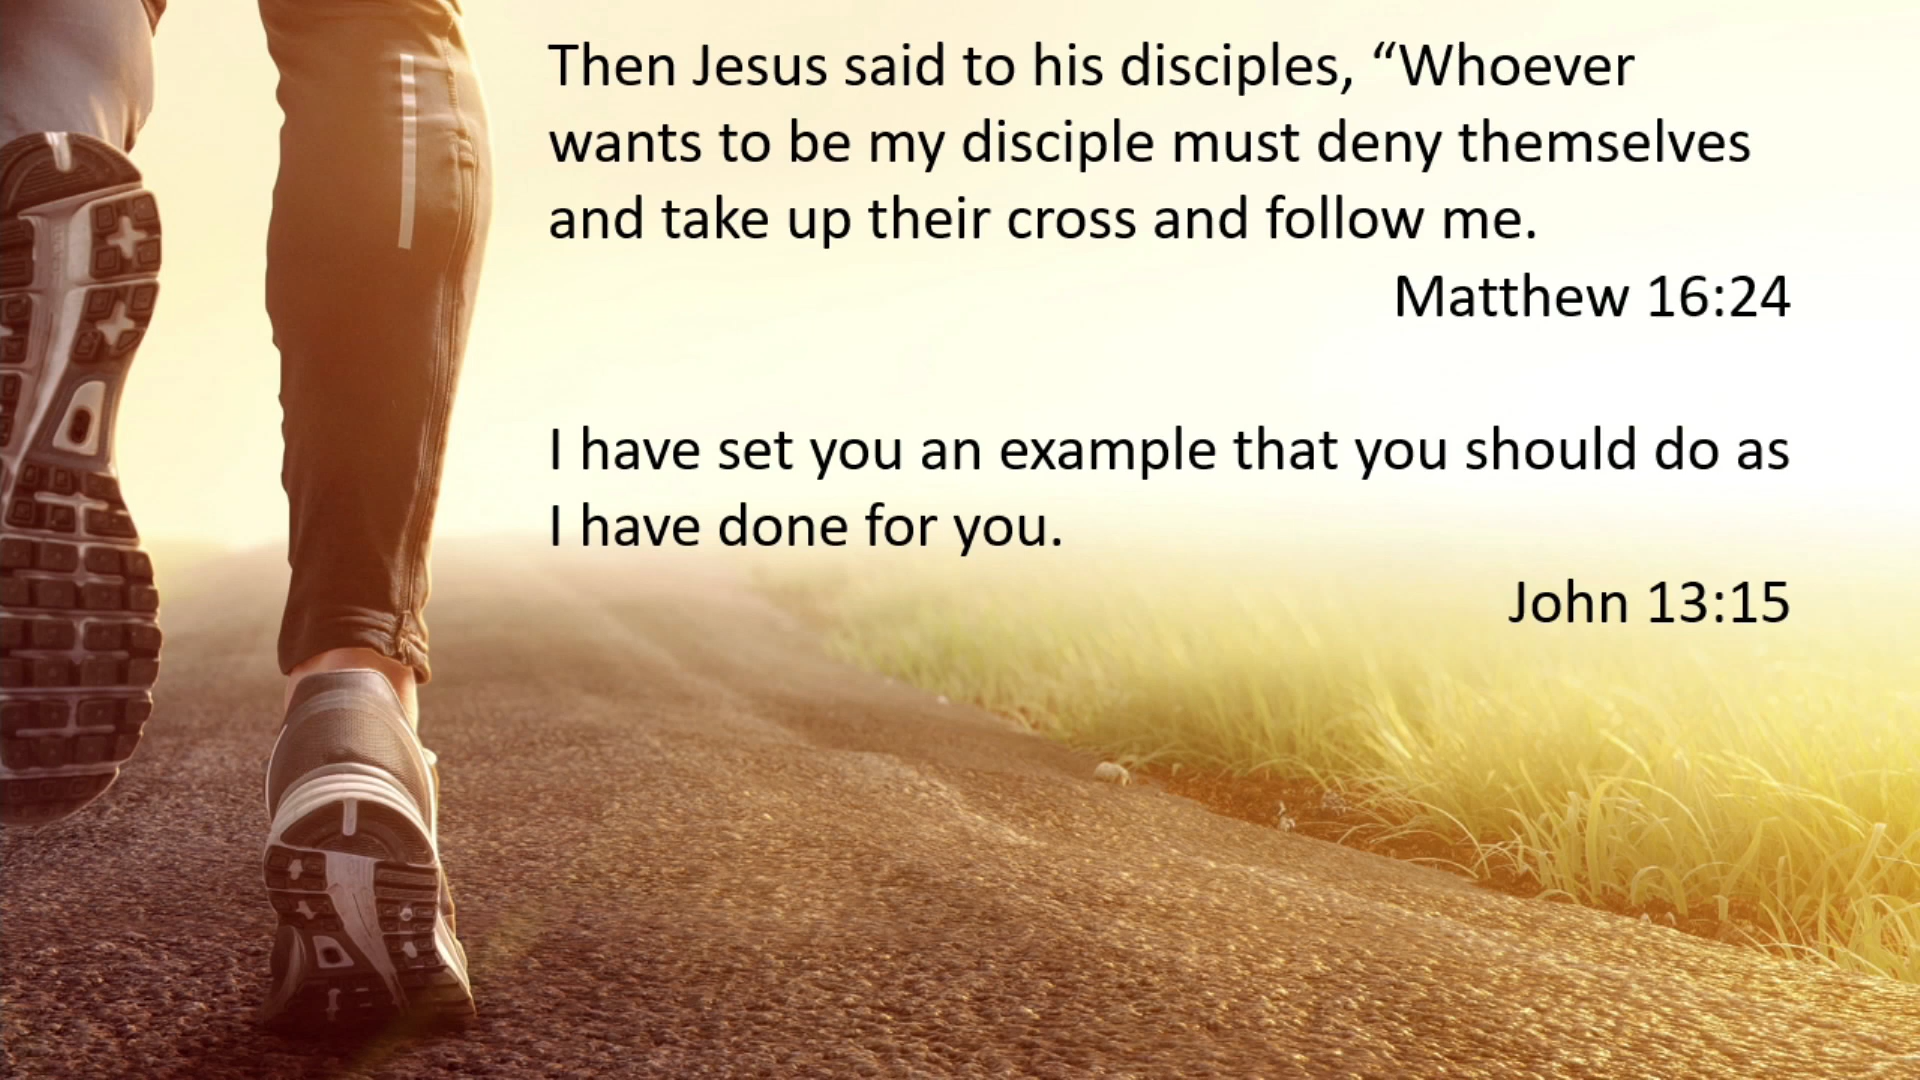 Then Jesus said to his disciples, “Whoever
wants to be my disciple must deny themselves
and take up their cross and follow me.
Matthew 16:24
I have set you an example that you should do as
I have done for you.
John 13:15